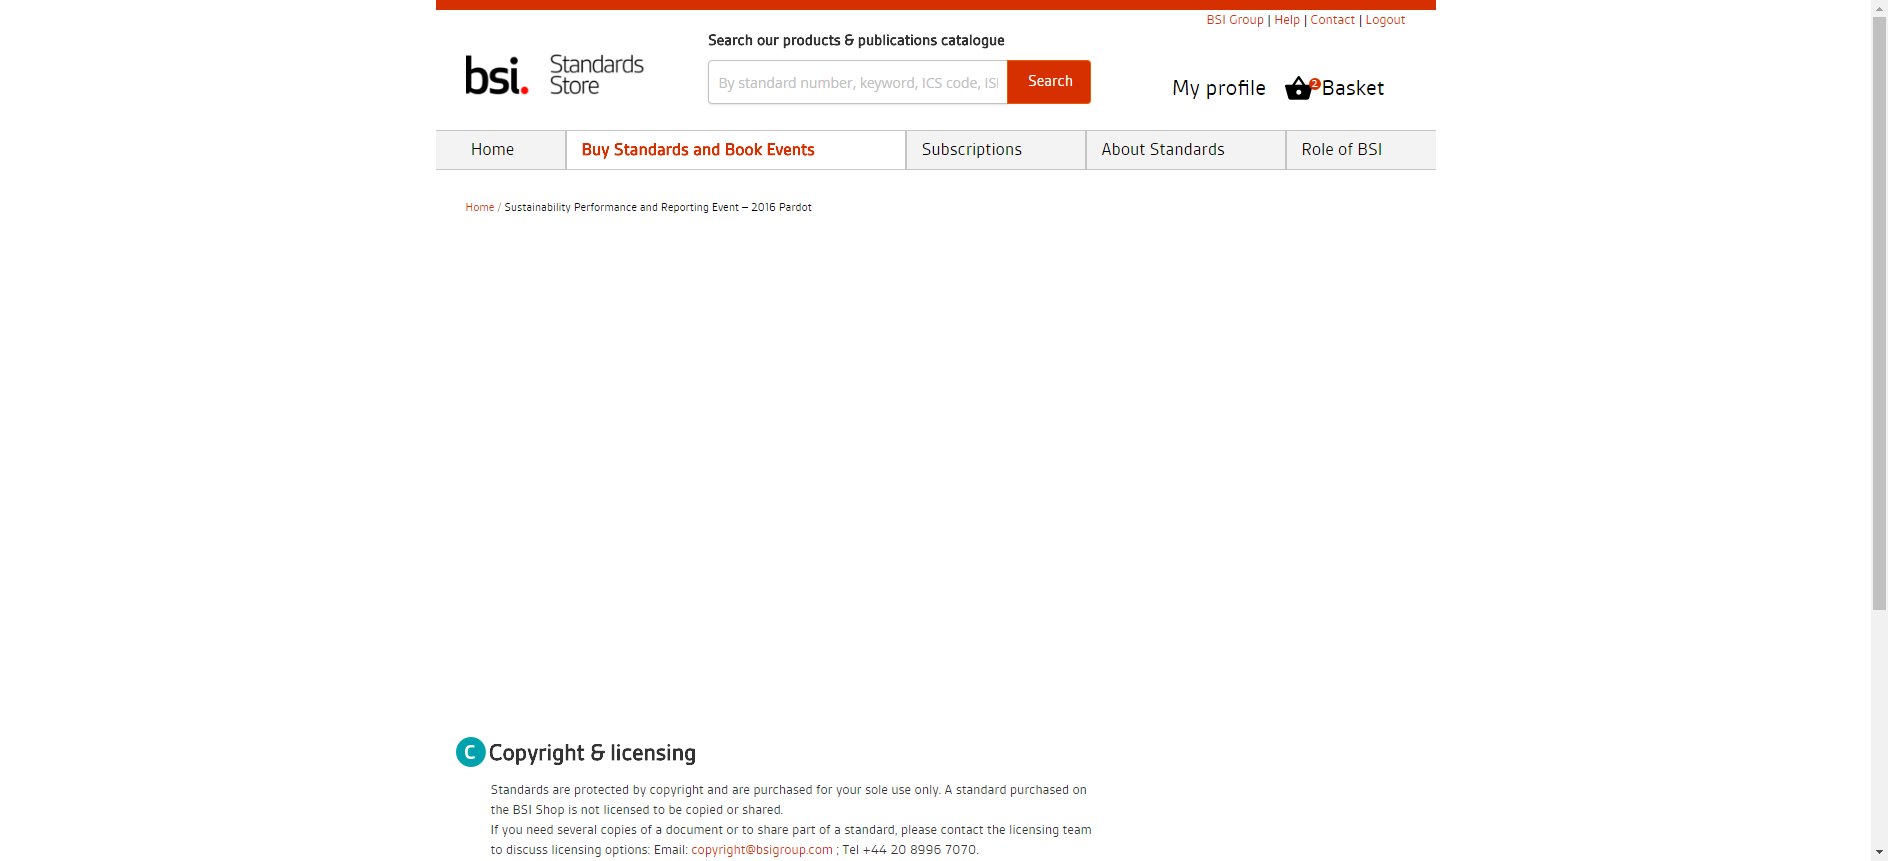 BSI Group | Help | Contact | Logout
Search our products & publications catalogue
bsi. Standards
Store
By standard number, keyword, ICS code, ISI
Search
My profile
2
Basket
Home
Buy Standards and Book Events
Subscriptions
About Standards
Role of BSI
Home / Sustainability Performance and Reporting Event – 2016 Pardot
C Copyright & licensing
Standards are protected by copyright and are purchased for your sole use only. A standard purchased on
the BSI Shop is not licensed to be copied or shared.
If you need several copies of a document or to share part of a standard, please contact the licensing team
to discuss licensing options: Email: copyright@bsigroup.com ; Tel +44 20 8996 7070.